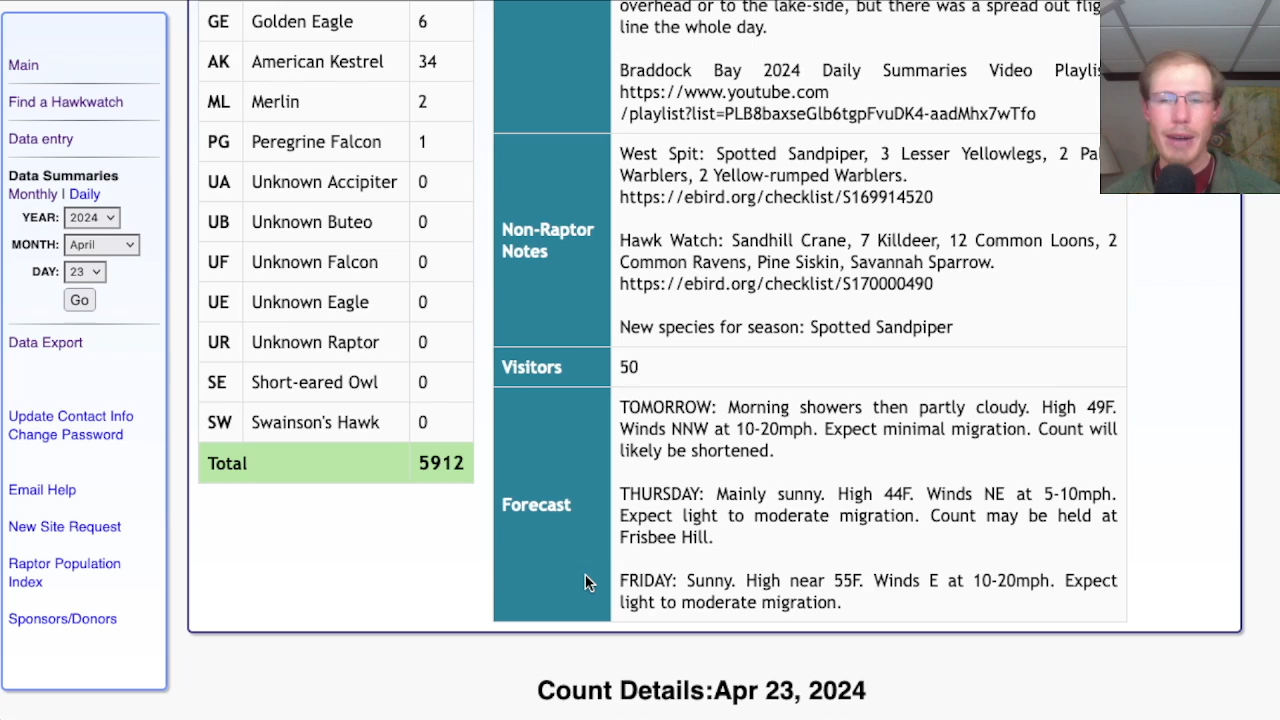 Main
Find a Hawkwatch
Data entry
Data Summaries
Monthly | Daily
YEAR: 2024
MONTH: April
DAY: 23
Go
Data Export
Update Contact Info
Change Password
Email Help
New Site Request
Raptor Population
Index
Sponsors/Donors
GE Golden Eagle 6
AK American Kestrel 34
ML Merlin 2
PG Peregrine Falcon 1
UA Unknown Accipiter 0
UB Unknown Buteo 0
UF Unknown Falcon 0
UE Unknown Eagle 0
UR Unknown Raptor 0
SE Short-eared Owl 0
SW Swainson's Hawk 0
Total 5912
overhead or to the lake-side, but there was a spread out
line the whole day.
Braddock Bay 2024 Daily Summaries Video
https://www.youtube.com
/playlist?list=PLB8baxseGlb6tgpFvuDK4-aadMhx7wTfo
Non-Raptor
Notes
West Spit: Spotted Sandpiper, 3 Lesser Yellowlegs, 2
Warblers, 2 Yellow-rumped Warblers.
https://ebird.org/checklist/S169914520
Hawk Watch: Sandhill Crane, 7 Killdeer, 12 Common Loons, 2
Common Ravens, Pine Siskin, Savannah Sparrow.
https://ebird.org/checklist/S170000490
New species for season: Spotted Sandpiper
Visitors
50
Forecast
TOMORROW: Morning showers then partly cloudy. High 49F.
Winds NNW at 10-20mph. Expect minimal migration. Count will
likely be shortened.
THURSDAY: Mainly sunny. High 44F. Winds NE at 5-10mph.
Expect light to moderate migration. Count may be held at
Frisbee Hill.
FRIDAY: Sunny. High near 55F. Winds E at 10-20mph. Expect
light to moderate migration.
Count Details:Apr 23, 2024